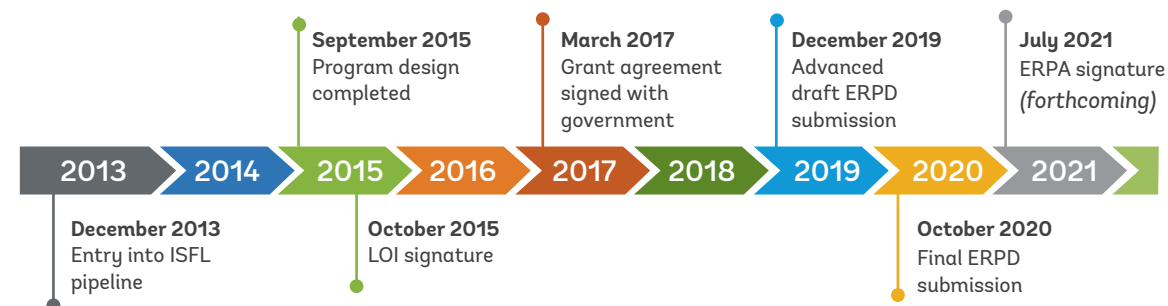 September 2015
Program design
completed
March 2017
Grant agreement
signed with
government
December 2019
Advanced
draft ERPD
submission
July 2021
ERPA signature
(forthcoming)
2013
2014
2015
2016
2017
2018
2019
2020
2021
December 2013
Entry into ISFL
pipeline
October 2015
LOI signature
October 2020
Final ERPD
submission